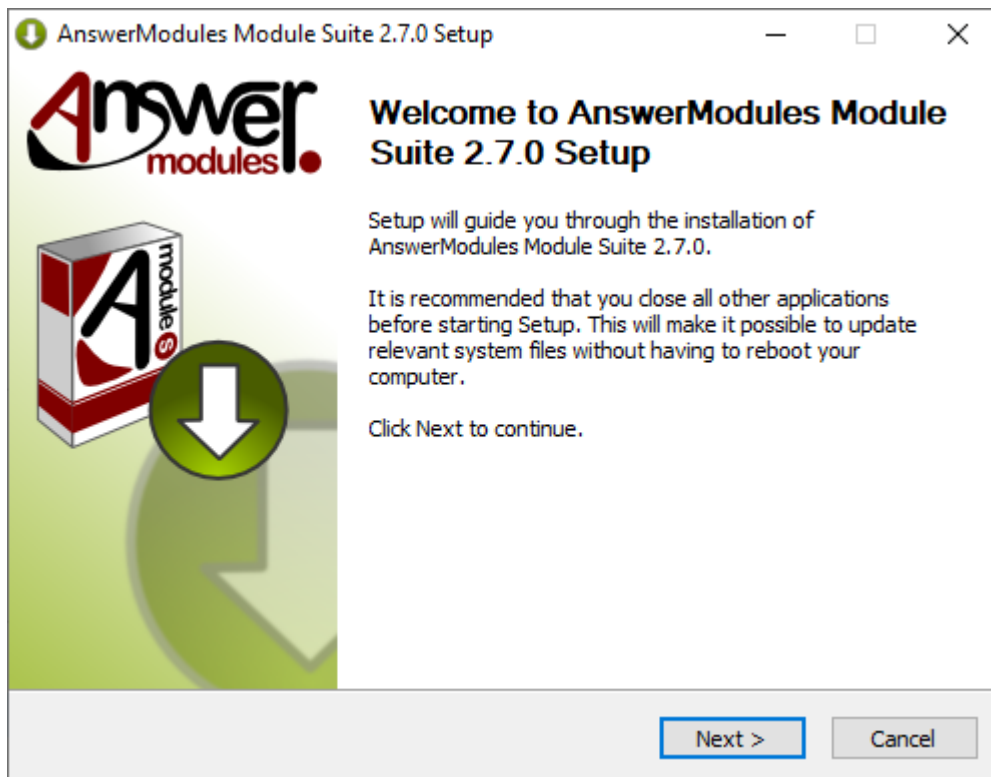 AnswerModules Module Suite 2.7.0 Setup
Answer
modules
Welcome to AnswerModules Module
Suite 2.7.0 Setup
Setup will guide you through the installation of
AnswerModules Module Suite 2.7.0.
It is recommended that you close all other applications
before starting Setup. This will make it possible to update
relevant system files without having to reboot your
computer.
Click Next to continue.
A
modules
Next >
Cancel